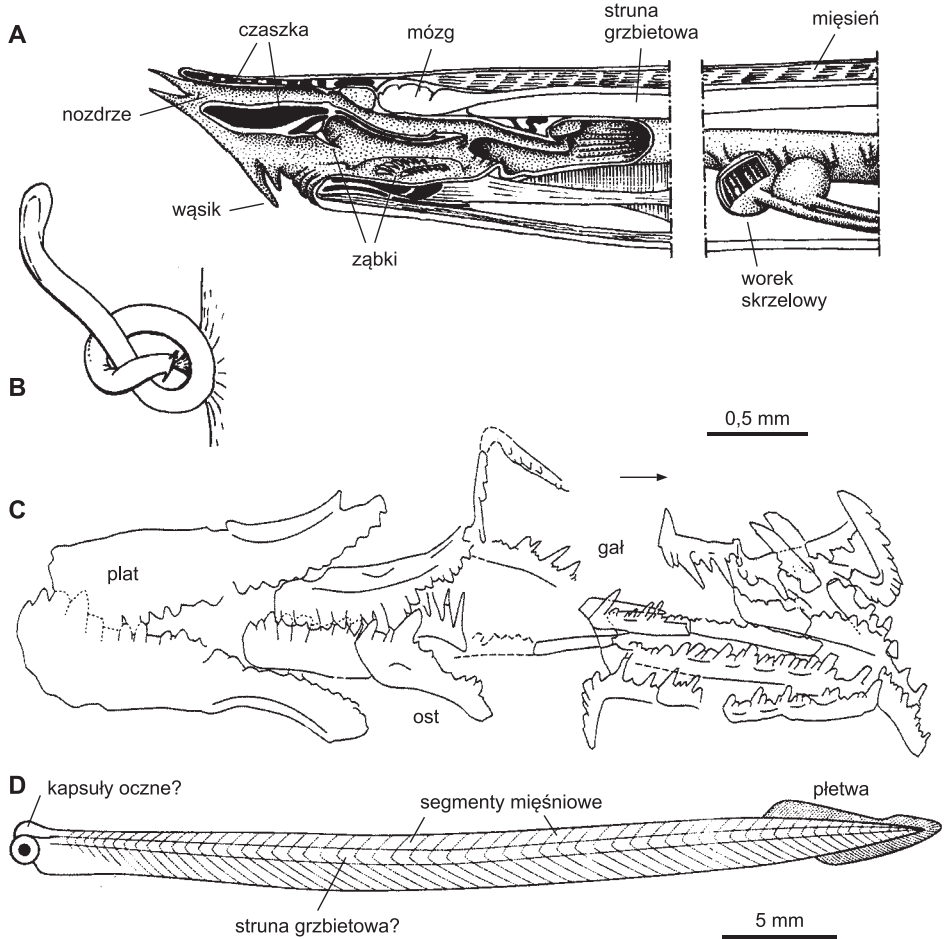 A
czaszka
mózg
struna
grzbietowa
mięsień
nozdrze
wąsik
ząbki
worek
skrzelowy
B
0,5 mm
C
plat
gał
ost
D
kapsuły oczne?
segmenty mięśniowe
płetwa
struna grzbietowa?
5 mm